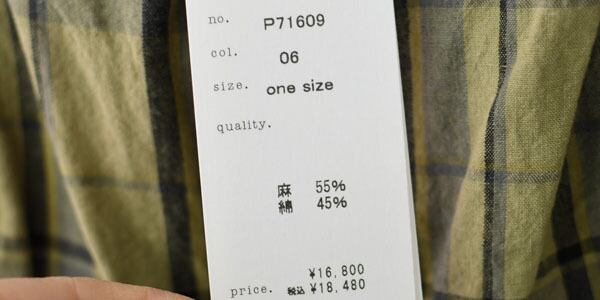 no. P71609
col. 06
size. one size
quality.
麻 55%
綿 45%
¥16,800
price. 税込 ¥18,480